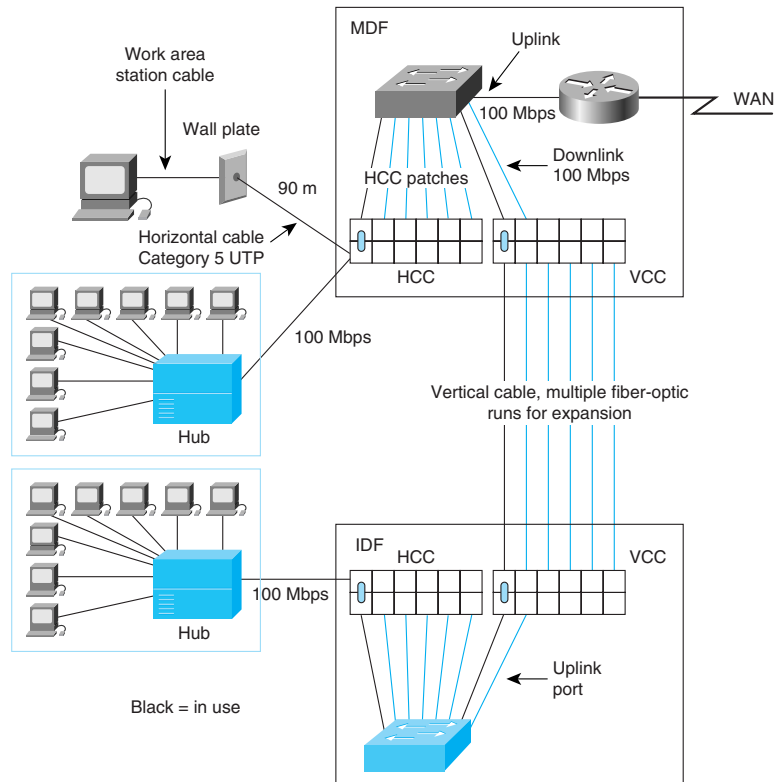 MDF
Uplink
Work area
station cable
WAN
100 Mbps
Wall plate
Downlink
100 Mbps
HCC patches
90 m
Horizontal cable
Category 5 UTP
HCC
VCC
100 Mbps
Hub
Vertical cable, multiple fiber-optic
runs for expansion
IDF
HCC
VCC
100 Mbps
Hub
Uplink
port
Black = in use